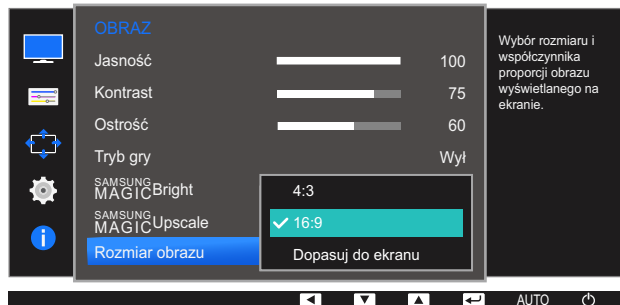 OBRAZ
Jasność 100
Kontrast 75
Ostrość 60
Tryb gry Wył
SAMSUNG MAGIC Bright
4:3
SAMSUNG MAGIC Upscale
16:9
Rozmiar obrazu
Dopasuj do ekranu
Wybór rozmiaru i
współczynnika
proporcji obrazu
wyświetlanego na
ekranie.
AUTO